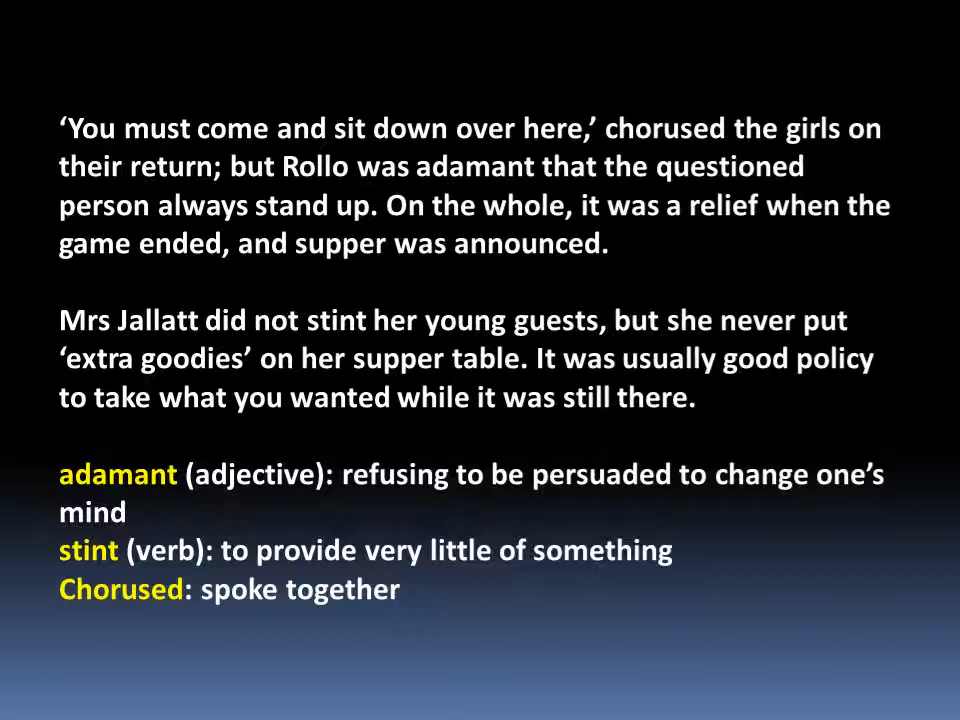 ‘You must come and sit down over here,’ chorused the girls on
their return; but Rollo was adamant that the questioned
person always stand up. On the whole, it was a relief when the
game ended, and supper was announced.
Mrs Jallatt did not stint her young guests, but she never put
‘extra goodies’ on her supper table. It was usually good policy
to take what you wanted while it was still there.
adamant (adjective): refusing to be persuaded to change one’s
mind
stint (verb): to provide very little of something
Chorused: spoke together